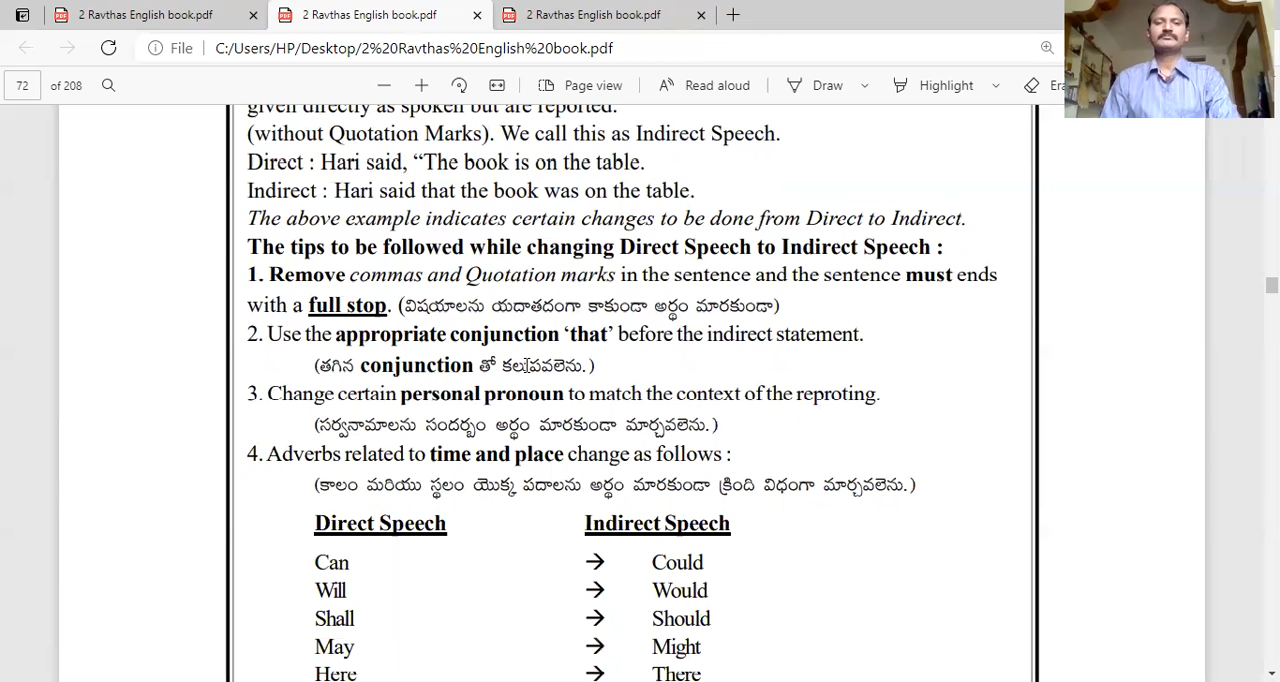 2 Ravthas English book.pdf
2 Ravthas English book.pdf
2 Ravthas English book.pdf
File C:/Users/HP/Desktop/2%20Ravthas%20English%20book.pdf
72 of 208 Page view Read aloud Draw Highlight
given directly as spoken but are reported.
(without Quotation Marks). We call this as Indirect Speech.
Direct : Hari said, “The book is on the table.
Indirect : Hari said that the book was on the table.
The above example indicates certain changes to be done from Direct to Indirect.
The tips to be followed while changing Direct Speech to Indirect Speech :
1. Remove commas and Quotation marks in the sentence and the sentence must ends
with a full stop. (విషయాలను యదాతదంగా కాకుండా అర్థం మారకుండా)
2. Use the appropriate conjunction ‘that’ before the indirect statement.
(తగిన conjunction తో కలుపవలెను.)
3. Change certain personal pronoun to match the context of the reproting.
(సర్వనామాలను సందర్బం అర్థం మారకుండా మార్చవలెను.)
4. Adverbs related to time and place change as follows :
(కాలం మరియు స్థలం యొక్క పదాలను అర్థం మారకుండా క్రింది విధంగా మార్చవలెను.)
Direct Speech Indirect Speech
Can → Could
Will → Would
Shall → Should
May → Might
Here → There